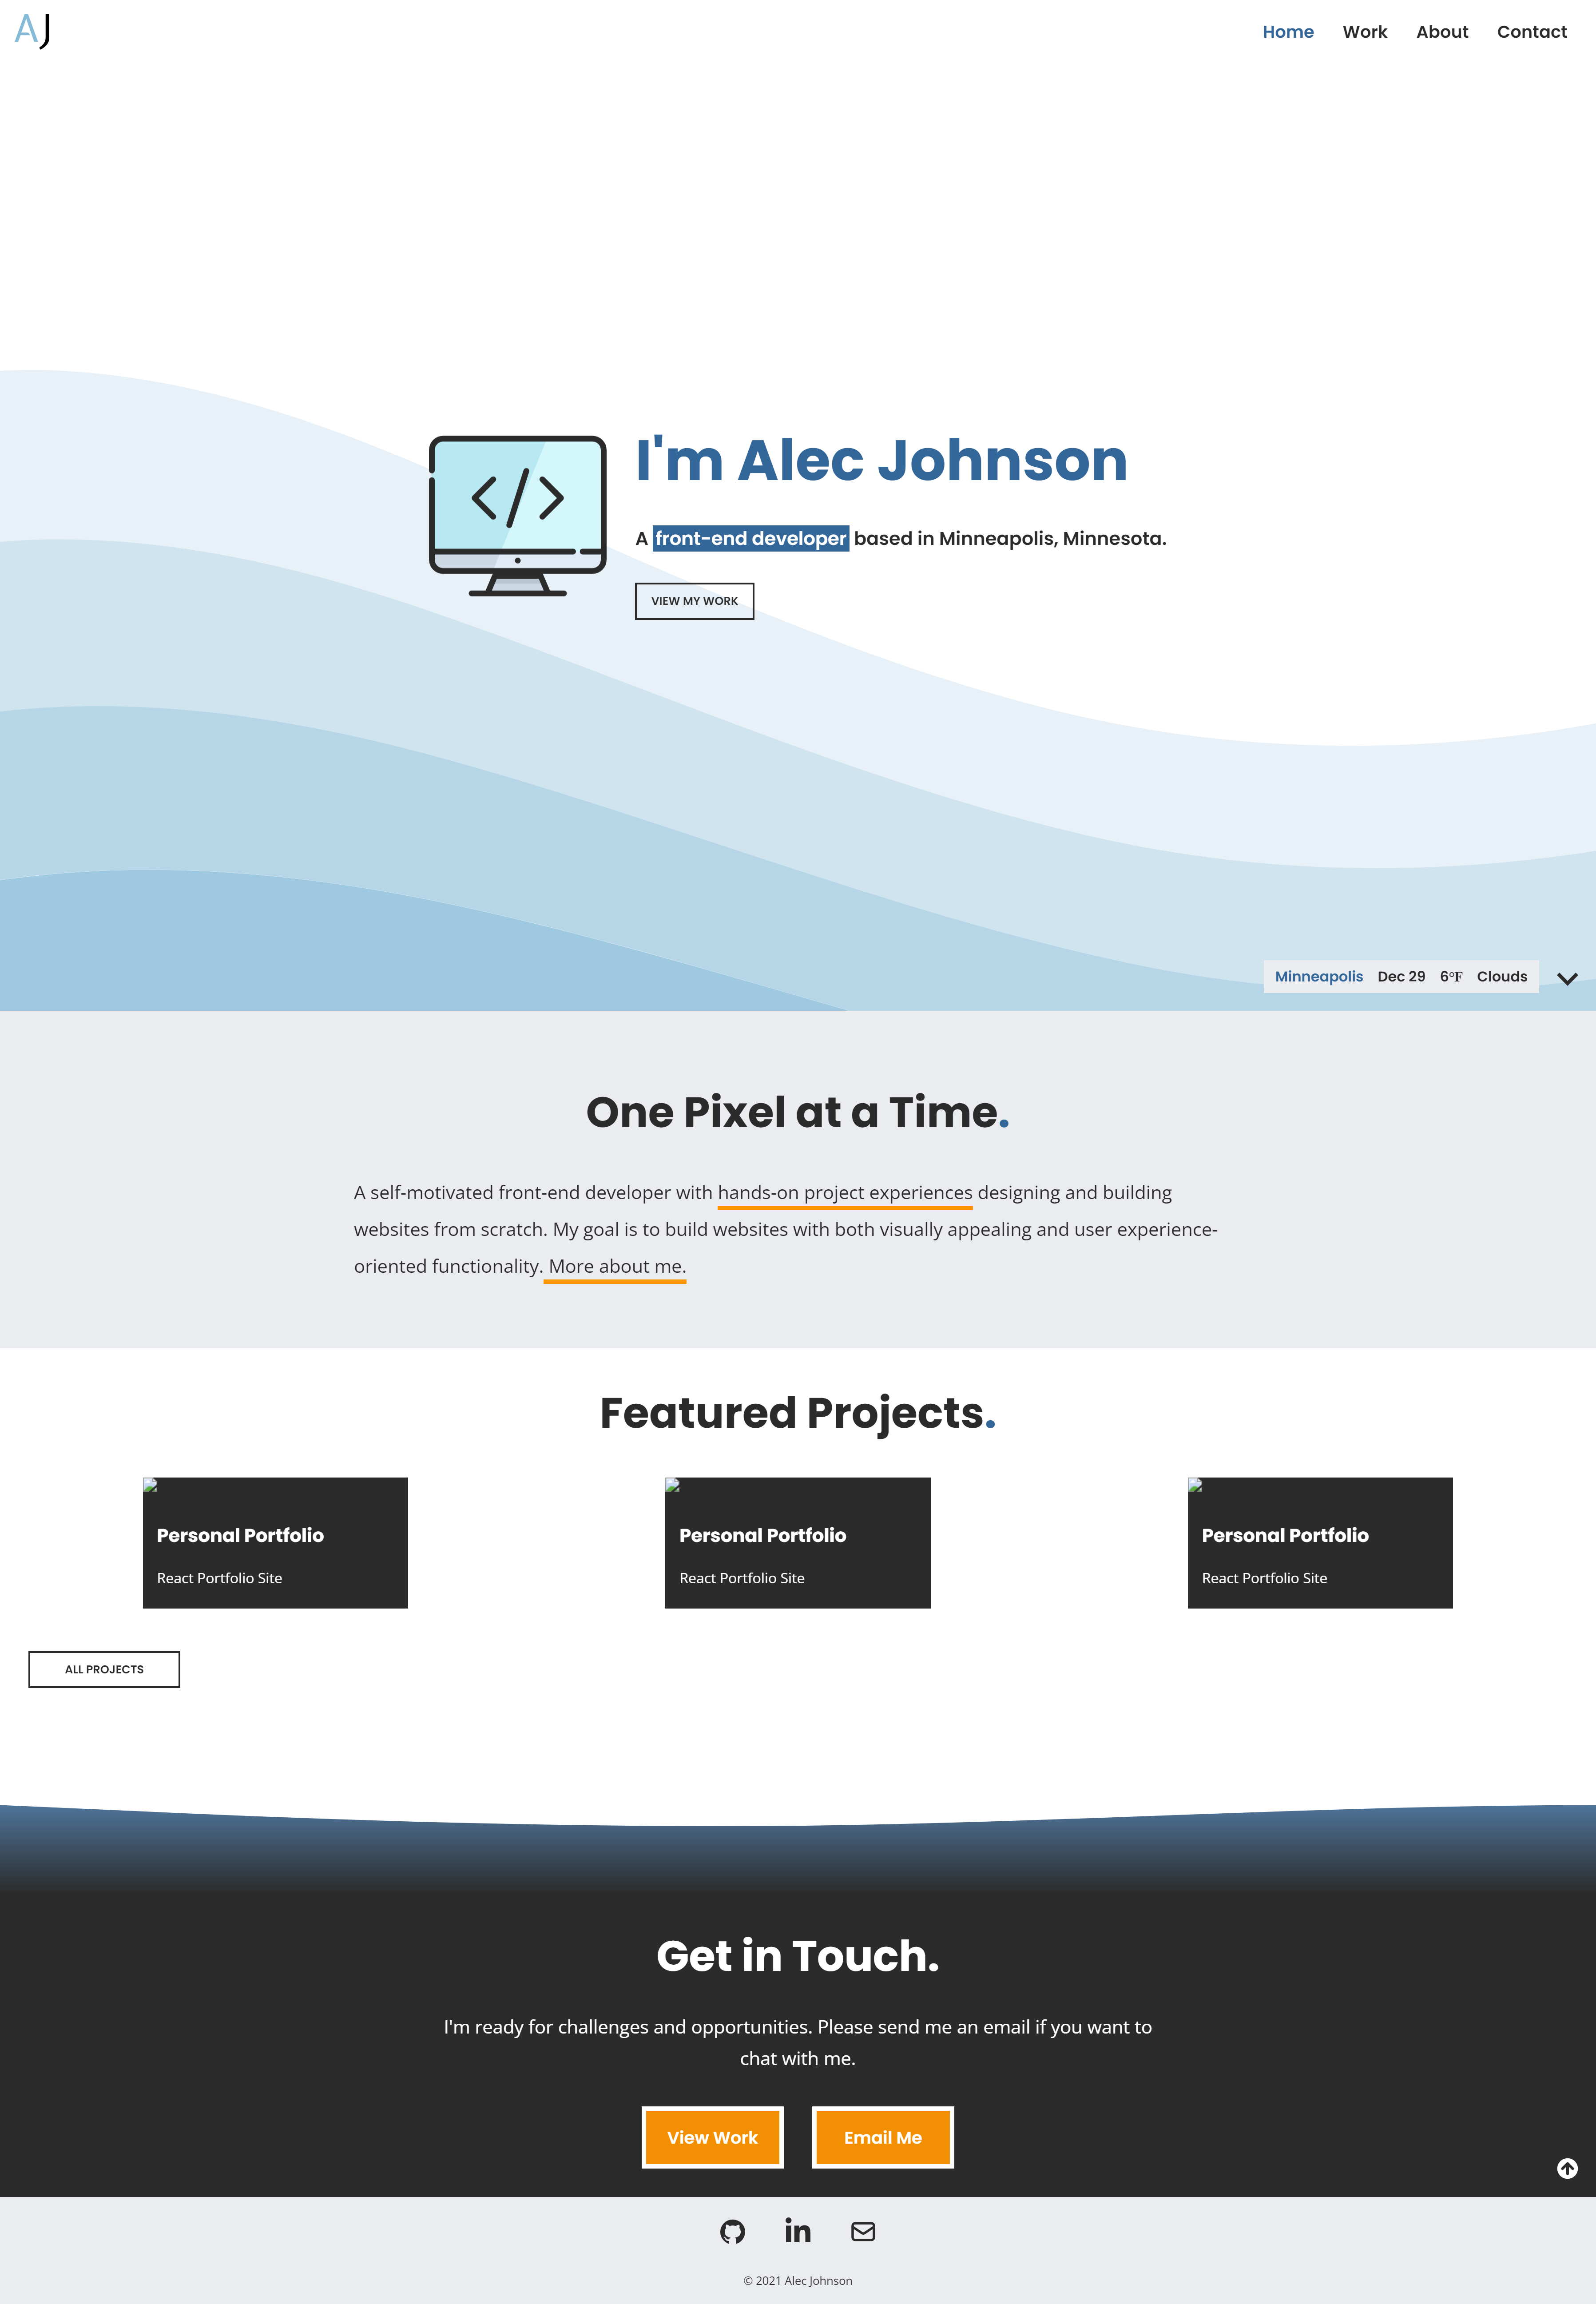 AJ
Home Work About Contact
I'm Alec Johnson
A front-end developer based in Minneapolis, Minnesota.
VIEW MY WORK
Minneapolis Dec 29 6°F Clouds
One Pixel at a Time.
A self-motivated front-end developer with hands-on project experiences designing and building
websites from scratch. My goal is to build websites with both visually appealing and user experience-
oriented functionality. More about me.
Featured Projects.
Personal Portfolio
React Portfolio Site
Personal Portfolio
React Portfolio Site
Personal Portfolio
React Portfolio Site
ALL PROJECTS
Get in Touch.
I'm ready for challenges and opportunities. Please send me an email if you want to
chat with me.
View Work
Email Me
in
© 2021 Alec Johnson